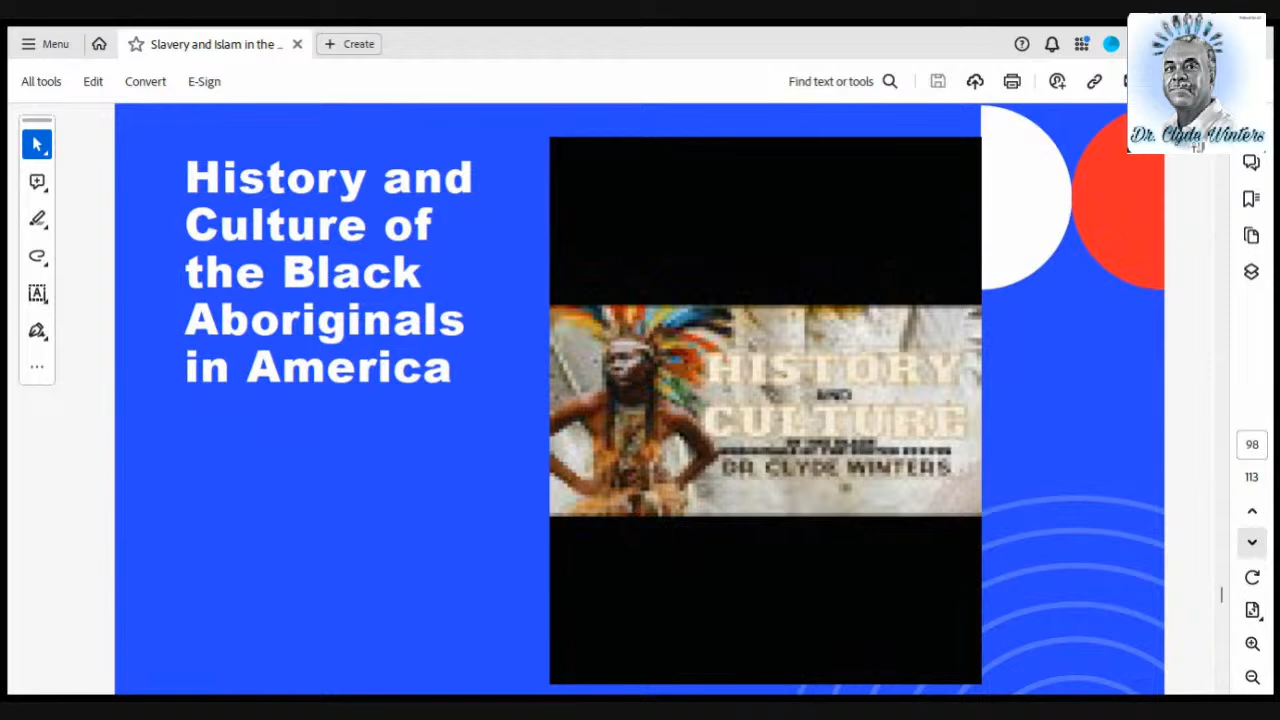 Menu
Slavery and Islam in the ...
Create
All tools
Edit
Convert
E-Sign
Find text or tools
Dr. Clyde Winters
History and
Culture of
the Black
Aboriginals
in America
HISTORY
AND
CULTURE
DR. CLYDE WINTERS
98
113